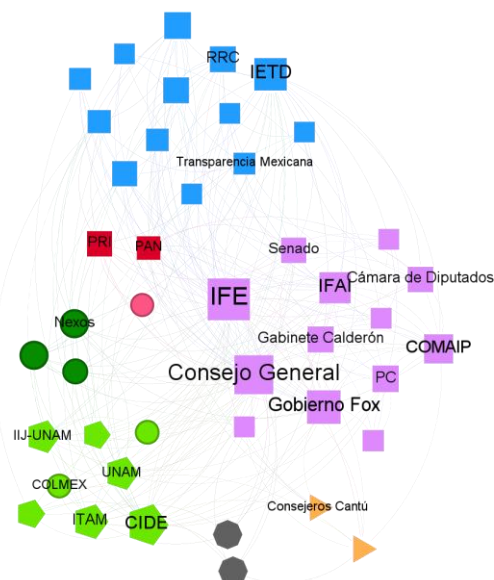 RRC
IETD
Transparencia Mexicana
PRI
PAN
Senado
IFAI
Cámara de Diputados
IFE
Nexos
Gabinete Calderón
COMAIP
Consejo General
PC
Gobierno Fox
IIJ-UNAM
UNAM
COLMEX
ITAM
CIDE
Consejeros Cantú